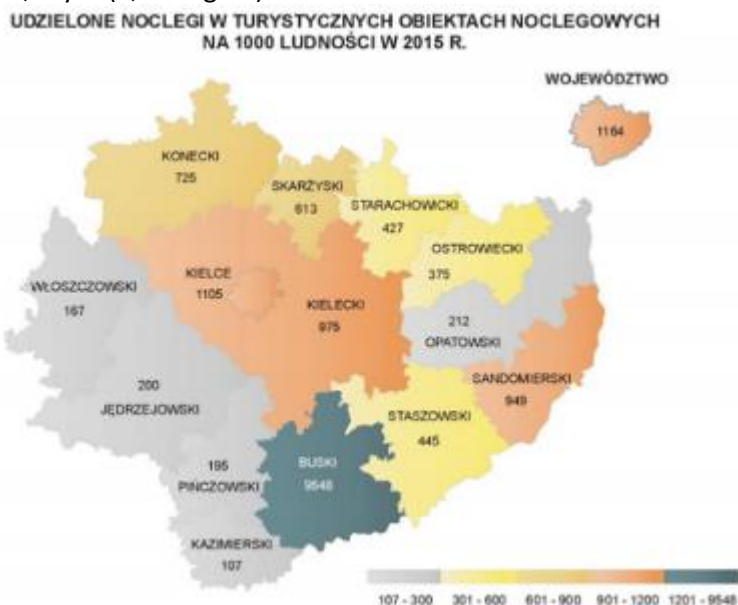 UDZIELONE NOCLEGI W TURYSTYCZNYCH OBIEKTACH NOCLEGOWYCH
NA 1000 LUDNOŚCI W 2015 R.
WOJEWÓDZTWO
1164
KONECKI
725
SKARŻYSKI
613
STARACHOWICKI
427
OSTROWIECKI
375
WŁOSZCZOWSKI
167
KIELCE
1105
KIELECKI
975
212
OPATOWSKI
SANDOMIERSKI
949
200
JĘDRZEJOWSKI
STASZOWSKI
445
195
PIŃCZOWSKI
BUSKI
9548
KAZIMIERSKI
107
107 - 300 301 - 600 601 - 900 901 - 1200 1201 - 9548